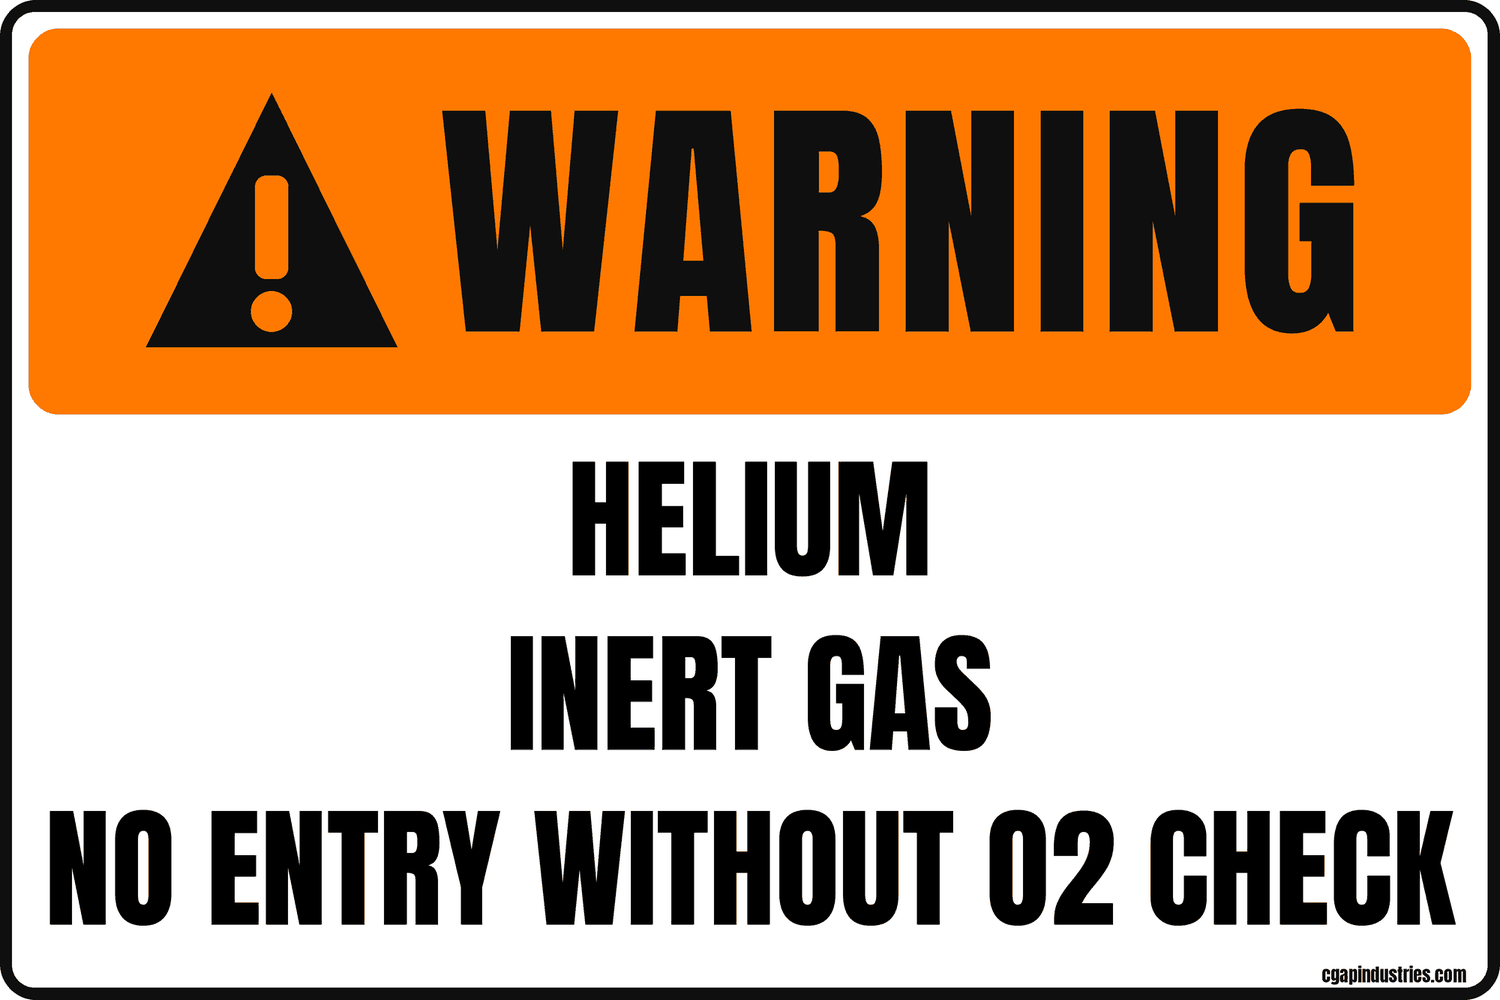 WARNING
HELIUM
INERT GAS
NO ENTRY WITHOUT O2 CHECK
cgapindustries.com